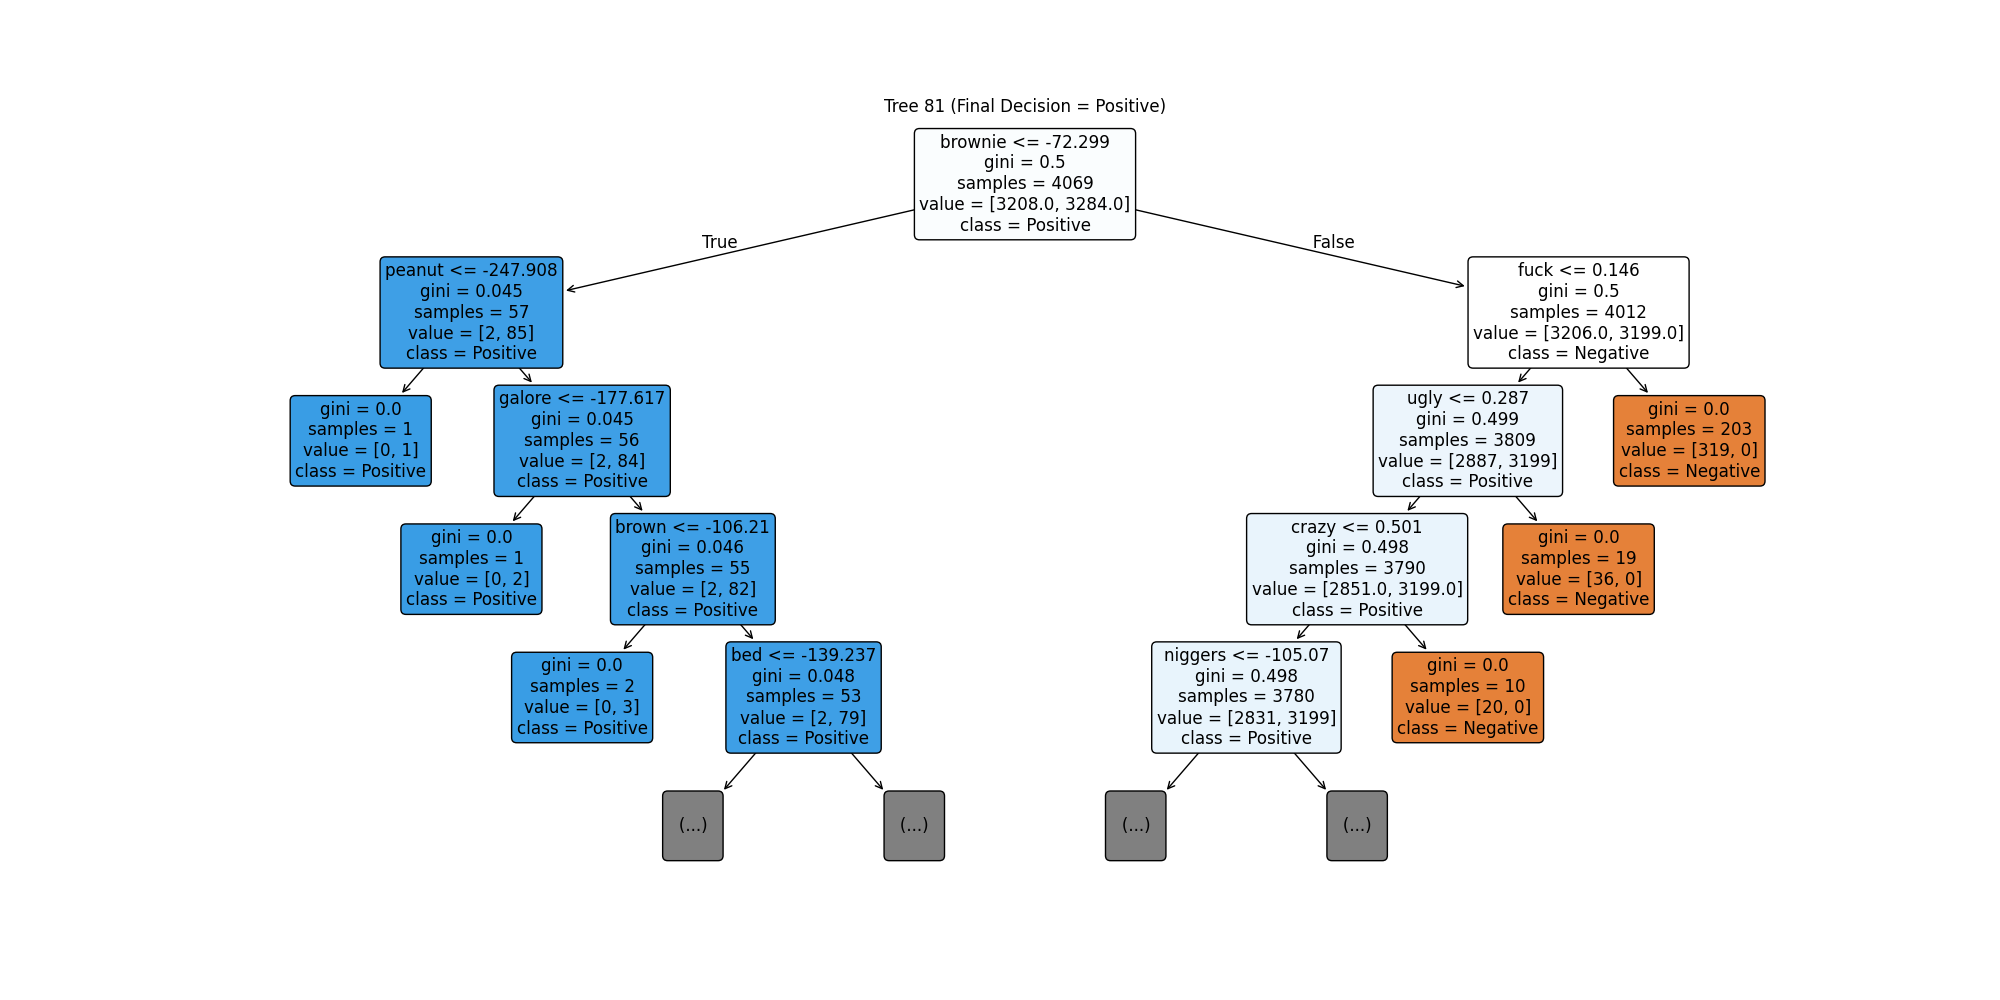 Tree 81 (Final Decision = Positive)
brownie <= -72.299
gini = 0.5
samples = 4069
value = [3208.0, 3284.0]
class = Positive
True
False
peanut <= -247.908
gini = 0.045
samples = 57
value = [2, 85]
class = Positive
fuck <= 0.146
gini = 0.5
samples = 4012
value = [3206.0, 3199.0]
class = Negative
gini = 0.0
samples = 1
value = [0, 1]
class = Positive
galore <= -177.617
gini = 0.045
samples = 56
value = [2, 84]
class = Positive
ugly <= 0.287
gini = 0.499
samples = 3809
value = [2887, 3199]
class = Positive
gini = 0.0
samples = 203
value = [319, 0]
class = Negative
gini = 0.0
samples = 1
value = [0, 2]
class = Positive
brown <= -106.21
gini = 0.046
samples = 55
value = [2, 82]
class = Positive
crazy <= 0.501
gini = 0.498
samples = 3790
value = [2851.0, 3199.0]
class = Positive
gini = 0.0
samples = 19
value = [36, 0]
class = Negative
gini = 0.0
samples = 2
value = [0, 3]
class = Positive
bed <= -139.237
gini = 0.048
samples = 53
value = [2, 79]
class = Positive
niggers <= -105.07
gini = 0.498
samples = 3780
value = [2831, 3199]
class = Positive
gini = 0.0
samples = 10
value = [20, 0]
class = Negative
(...)
(...)
(...)
(...)